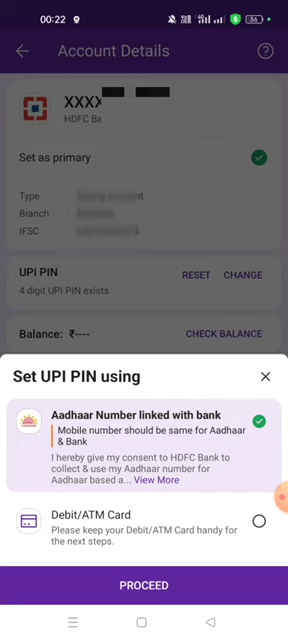 00:22
36
Account Details
XXXX
HDFC Ba
Set as primary
Type
Branch
IFSC
UPI PIN
RESET
CHANGE
4 digit UPI PIN exists
Balance: ₹----
CHECK BALANCE
Set UPI PIN using
Aadhaar Number linked with bank
Mobile number should be same for Aadhaar
& Bank
I hereby give my consent to HDFC Bank to
collect & use my Aadhaar number for
Aadhaar based a... View More
Debit/ATM Card
Please keep your Debit/ATM Card handy for
the next steps.
PROCEED